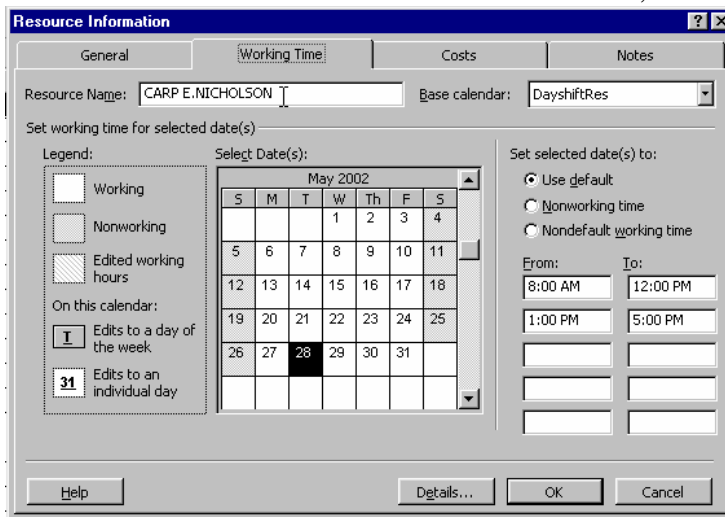 Resource Information
General Working Time Costs Notes
Resource Name: CARP E.NICHOLSON Base calendar: DayshiftRes
Set working time for selected date(s)
Legend: Select Date(s): Set selected date(s) to:
Working May 2002 Use default
S M T W Th F S
Nonworking 1 2 3 4 Nonworking time
Nondefault working time
Edited working hours 5 6 7 8 9 10 11 From: To:
12 13 14 15 16 17 18 8:00 AM 12:00 PM
On this calendar:
19 20 21 22 23 24 25 1:00 PM 5:00 PM
T Edits to a day of the week
26 27 28 29 30 31
31 Edits to an individual day
Help Details... OK Cancel